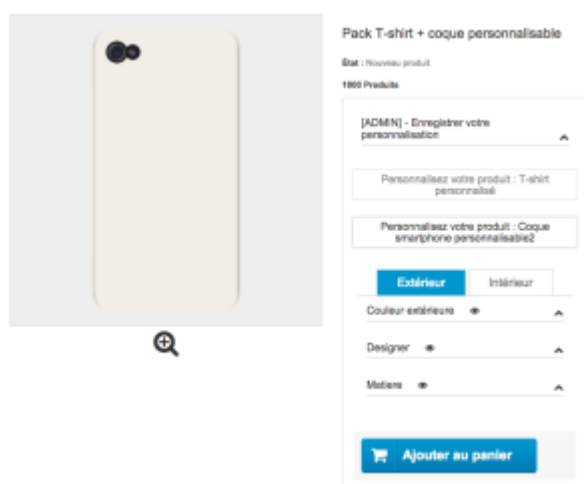 Pack T-shirt + coque personnalisable
État : Nouveau produit
1000 Produits
[ADMIN] - Enregistrer votre
personnalisation
Personnalisez votre produit : T-shirt
personnalisé
Personnalisez votre produit : Coque
smartphone personnalisable2
Extérieur Intérieur
Couleur extérieure
Designer
Matiere
Ajouter au panier